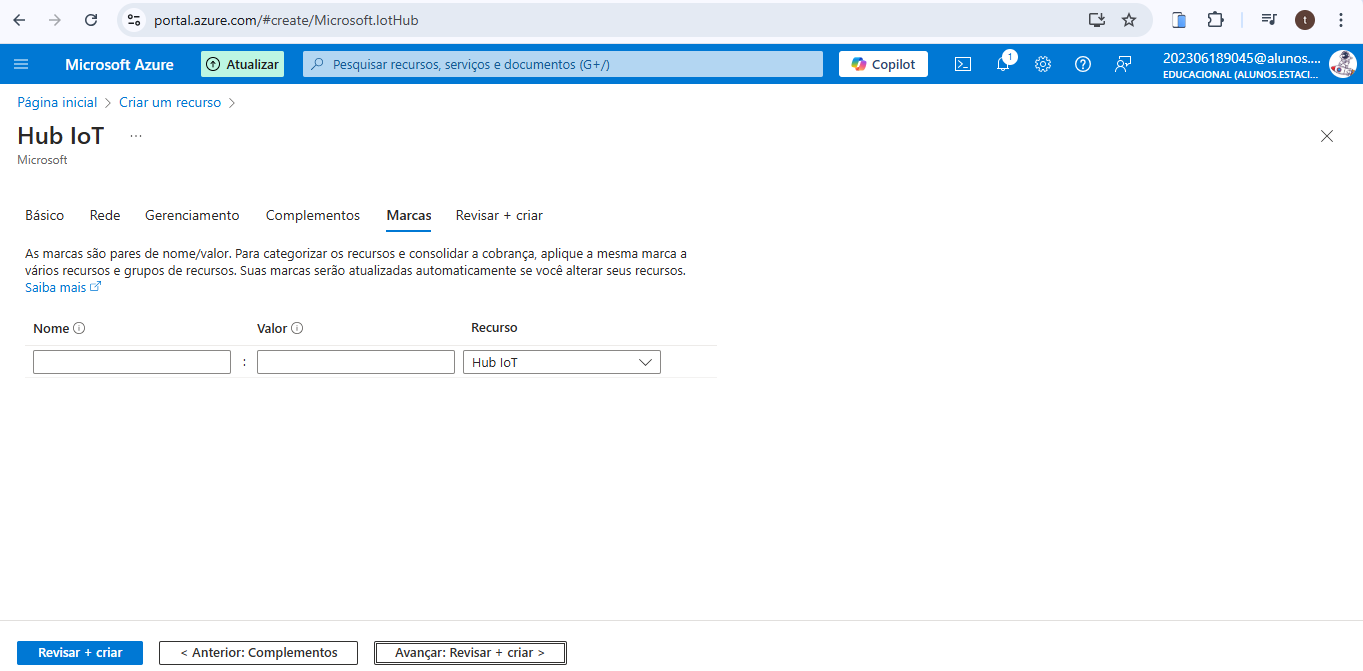 portal.azure.com/#create/Microsoft.IotHub
t
Microsoft Azure
Atualizar
Pesquisar recursos, serviços e documentos (G+/)
Copilot
1
202306189045@alunos....
EDUCACIONAL (ALUNOS.ESTACI...
Página inicial > Criar um recurso >
Hub IoT ...
Microsoft
Básico Rede Gerenciamento Complementos Marcas Revisar + criar
As marcas são pares de nome/valor. Para categorizar os recursos e consolidar a cobrança, aplique a mesma marca a
vários recursos e grupos de recursos. Suas marcas serão atualizadas automaticamente se você alterar seus recursos.
Saiba mais
Nome Valor Recurso
: Hub IoT
Revisar + criar < Anterior: Complementos Avançar: Revisar + criar >